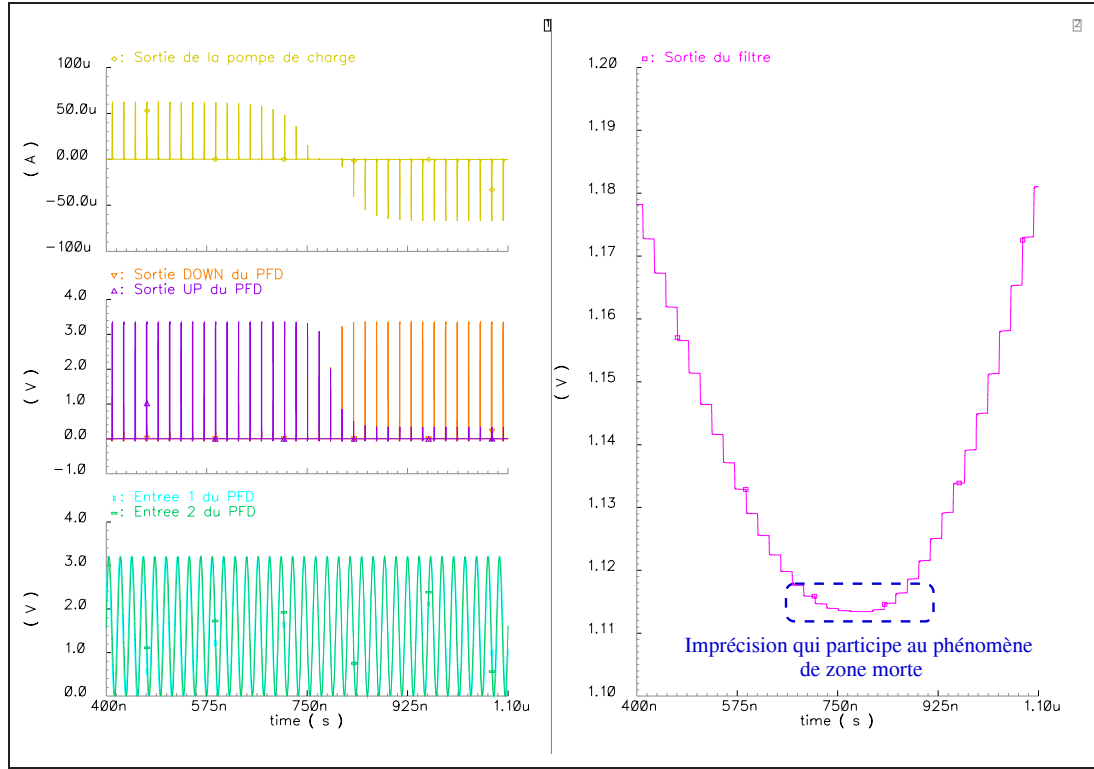 1
2
◇: Sortie de la pompe de charge
100u
50.0u
0.00
-50.0u
-100u
( A )
▽: Sortie DOWN du PFD
△: Sortie UP du PFD
4.0
3.0
2.0
1.0
0.0
-1.0
( V )
▯: Entree 1 du PFD
▭: Entree 2 du PFD
4.0
3.0
2.0
1.0
0.0
( V )
400n 575n 750n 925n 1.10u
time ( s )
□: Sortie du filtre
1.20
1.19
1.18
1.17
1.16
1.15
1.14
1.13
1.12
1.11
1.10
( V )
Imprécision qui participe au phénomène
de zone morte
400n 575n 750n 925n 1.10u
time ( s )